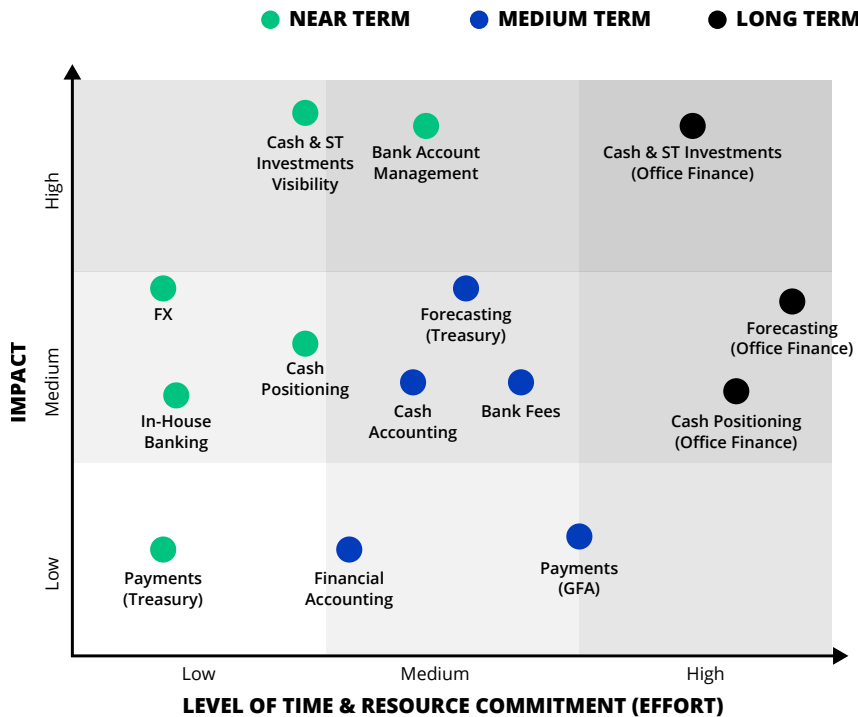 NEAR TERM
MEDIUM TERM
LONG TERM
IMPACT
High
Medium
Low
Cash & ST
Investments
Visibility
Bank Account
Management
Cash & ST Investments
(Office Finance)
FX
Forecasting
(Treasury)
Forecasting
(Office Finance)
Cash
Positioning
In-House
Banking
Cash
Accounting
Bank Fees
Cash Positioning
(Office Finance)
Payments
(Treasury)
Financial
Accounting
Payments
(GFA)
Low
Medium
High
LEVEL OF TIME & RESOURCE COMMITMENT (EFFORT)